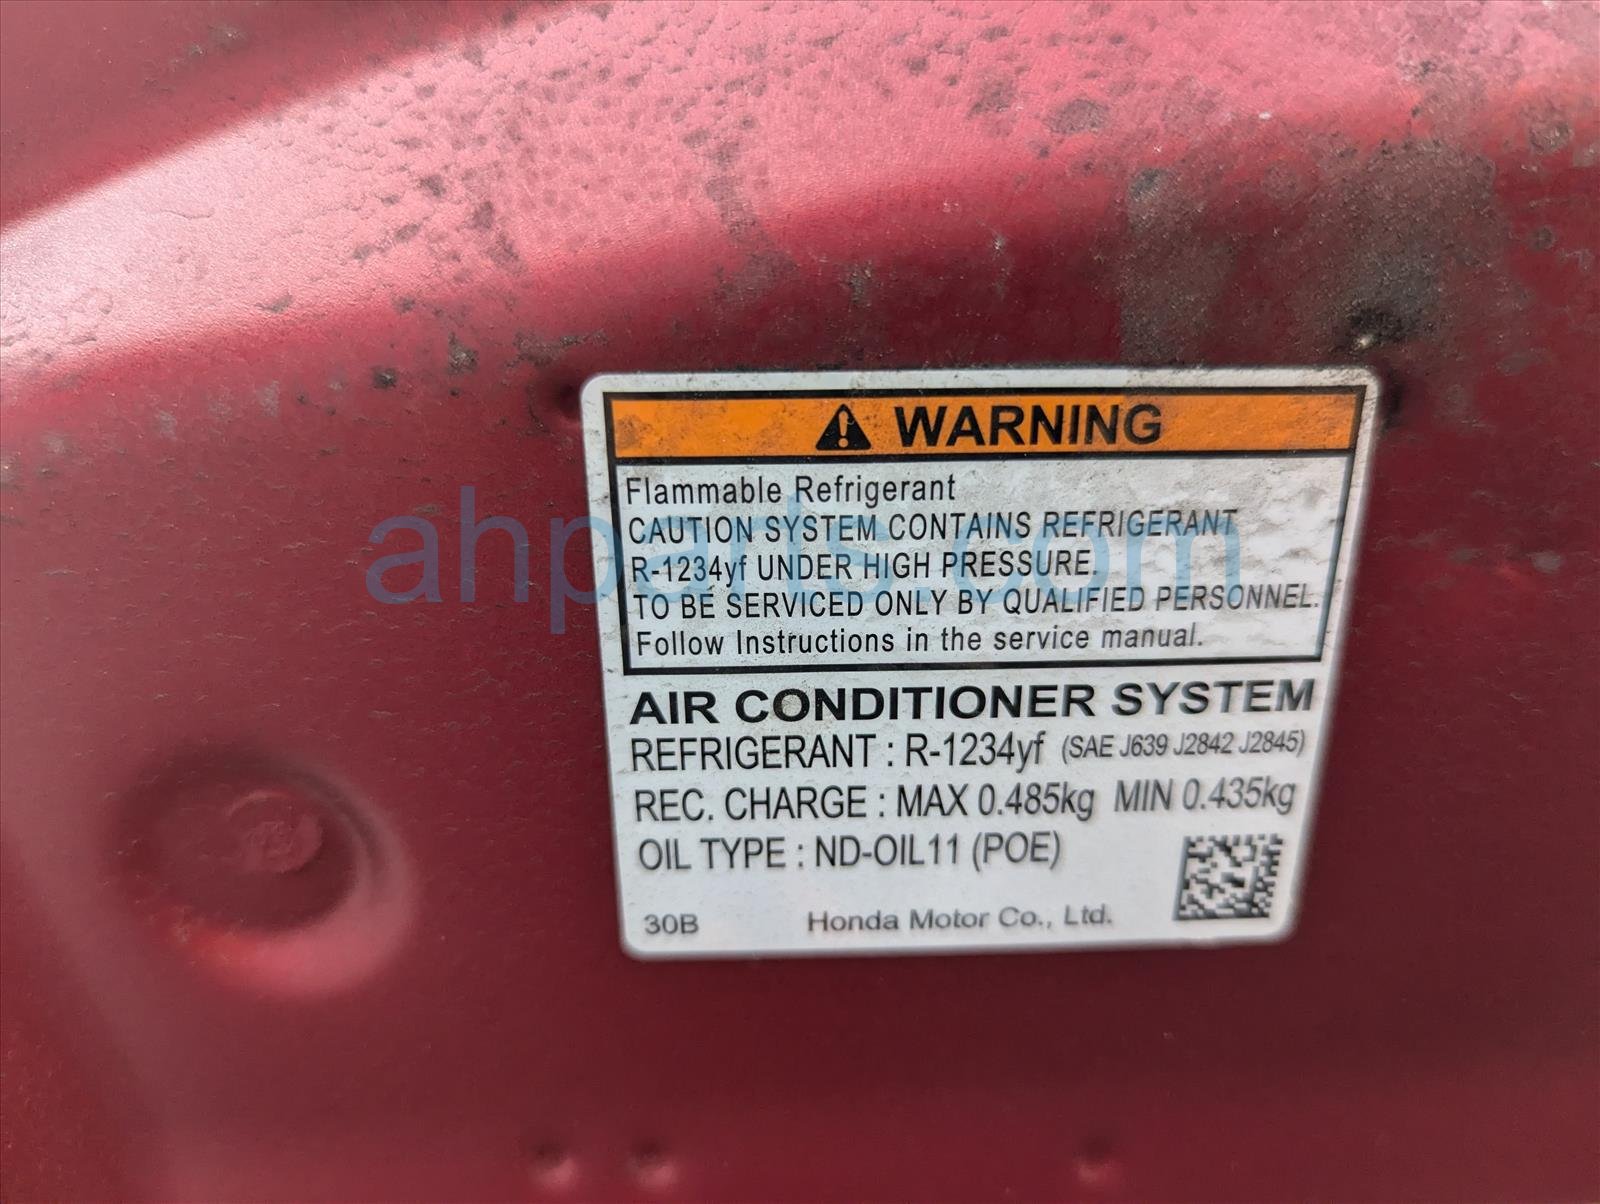 WARNING
Flammable Refrigerant
CAUTION SYSTEM CONTAINS REFRIGERANT
R-1234yf UNDER HIGH PRESSURE.
TO BE SERVICED ONLY BY QUALIFIED PERSONNEL.
Follow Instructions in the service manual.
AIR CONDITIONER SYSTEM
REFRIGERANT : R-1234yf (SAE J639 J2842 J2845)
REC. CHARGE : MAX 0.485kg MIN 0.435kg
OIL TYPE : ND-OIL11 (POE)
30B Honda Motor Co., Ltd.
ahparts.com